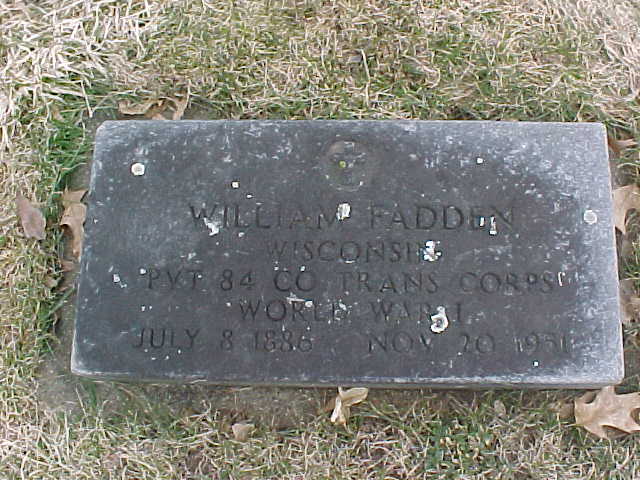 WILLIAM FADDEN
WISCONSIN
PVT 84 CO TRANS CORPS
WORLD WAR I
JULY 8 1886 NOV 20 1951